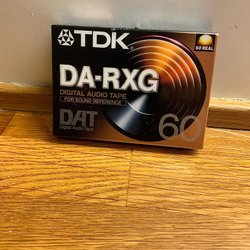 TDK
60 REAL
DA-RXG
DIGITAL AUDIO TAPE
FOR SOUND REFERENCE
DAT
Digital Audio Tape
60